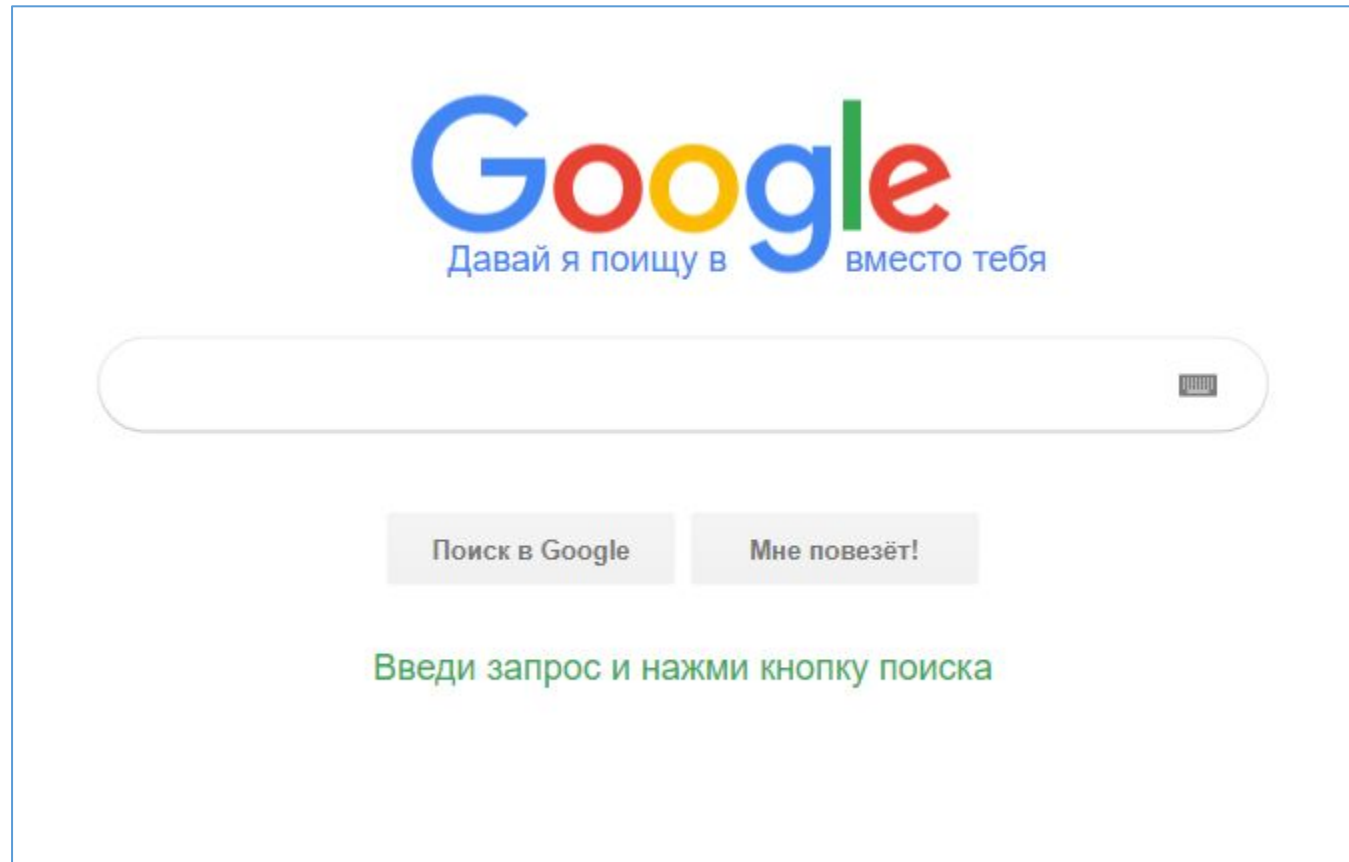 Google
Давай я поищу в вместо тебя
Поиск в Google Мне повезёт!
Введи запрос и нажми кнопку поиска